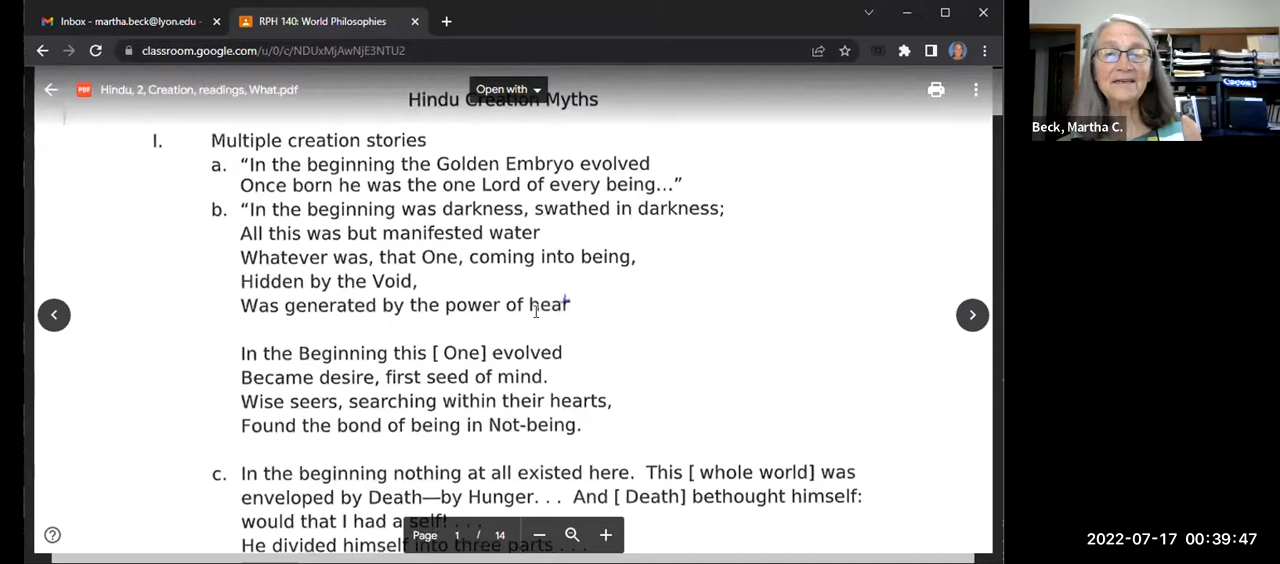 Inbox - martha.beck@lyon.edu -
RPH 140: World Philosophies
classroom.google.com/u/0/c/NDUxMjAwNjE3NTU2
PDF Hindu, 2, Creation, readings, What.pdf
Open with
Hindu Creation Myths
I. Multiple creation stories
a. “In the beginning the Golden Embryo evolved
Once born he was the one Lord of every being...”
b. “In the beginning was darkness, swathed in darkness;
All this was but manifested water
Whatever was, that One, coming into being,
Hidden by the Void,
Was generated by the power of hear
In the Beginning this [ One] evolved
Became desire, first seed of mind.
Wise seers, searching within their hearts,
Found the bond of being in Not-being.
c. In the beginning nothing at all existed here. This [ whole world] was
enveloped by Death—by Hunger. . . And [ Death] bethought himself:
would that I had a self! . . .
He divided himself into three parts . . .
Page 1 / 14
Beck, Martha C.
2022-07-17 00:39:47